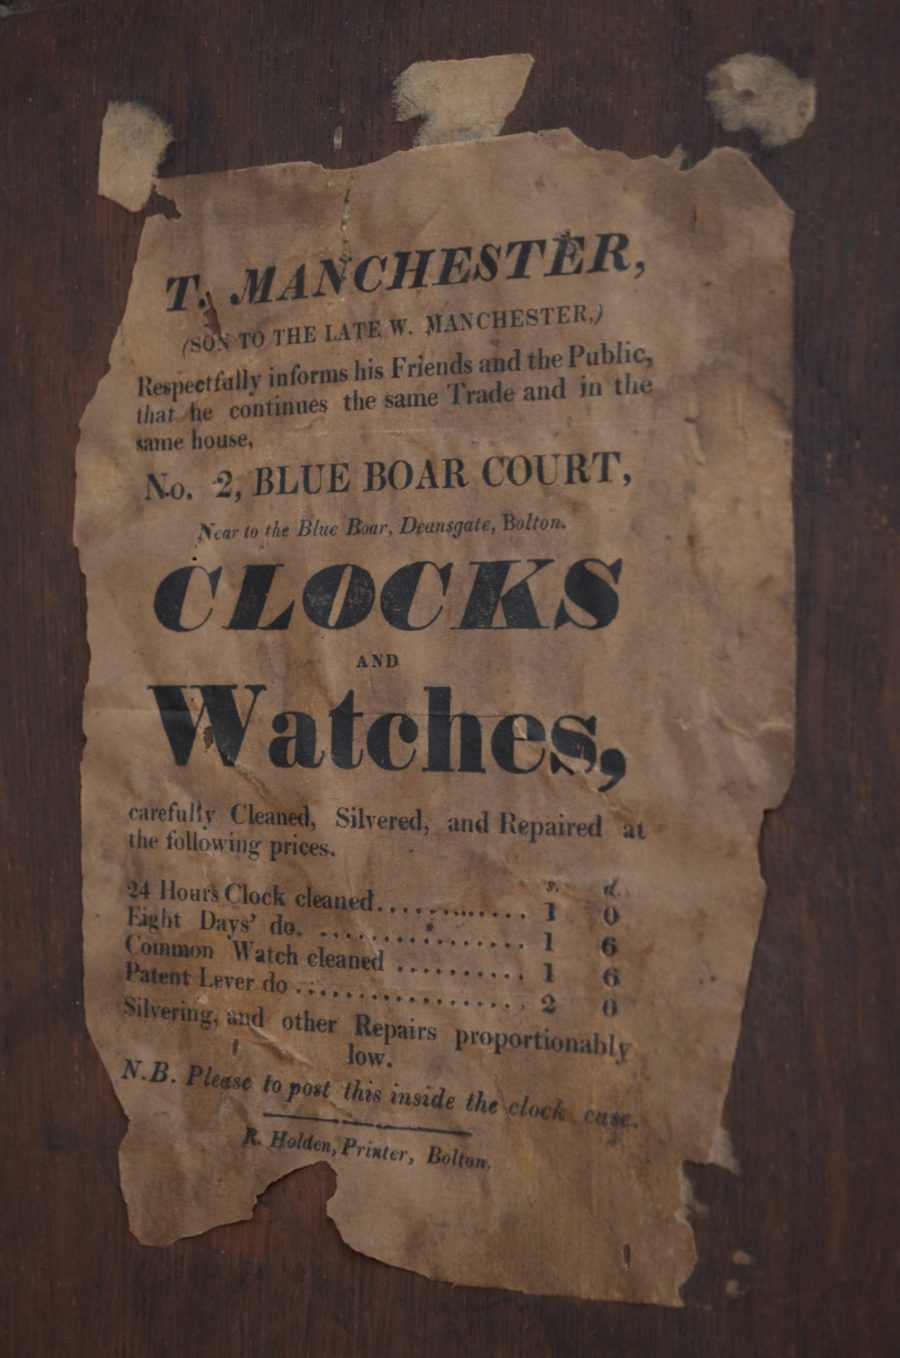 T. MANCHESTER,
(SON TO THE LATE W. MANCHESTER,)
Respectfully informs his Friends and the Public,
that he continues the same Trade and in the
same house,
No. 2, BLUE BOAR COURT,
Near to the Blue Boar, Deansgate, Bolton.
CLOCKS
AND
Watches,
carefully Cleaned, Silvered, and Repaired at
the following prices.
s. d.
24 Hours Clock cleaned.............. 1 0
Eight Days' do. .................. 1 6
Common Watch cleaned ........... 1 6
Patent Lever do ................... 2 0
Silvering, and other Repairs proportionably
low.
N.B. Please to post this inside the clock case.
R. Holden, Printer, Bolton.